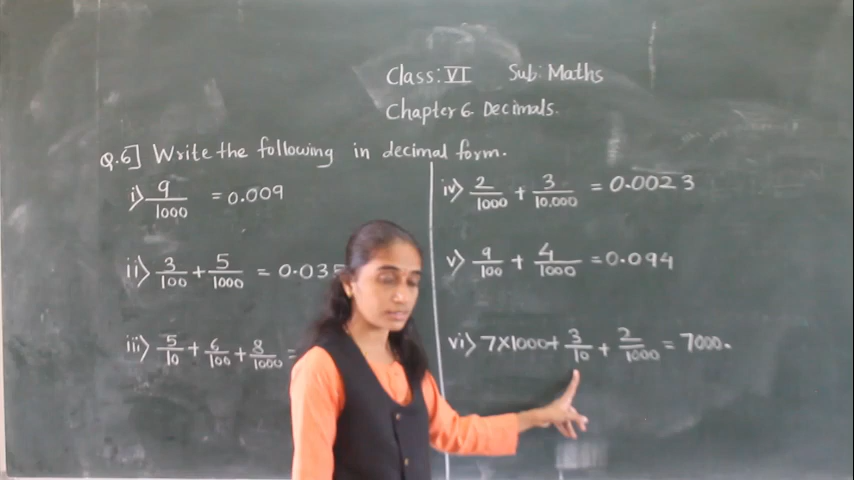 Class: VI Sub: Maths
Chapter 6. Decimals.
Q.6] Write the following in decimal form.
i) 9/1000 = 0.009
ii) 3/100 + 5/1000 = 0.035
iii) 5/10 + 6/100 + 8/1000 =
iv) 2/1000 + 3/10.000 = 0.0023
v) 9/100 + 4/1000 = 0.094
vi) 7×1000 + 3/10 + 2/1000 = 7000.